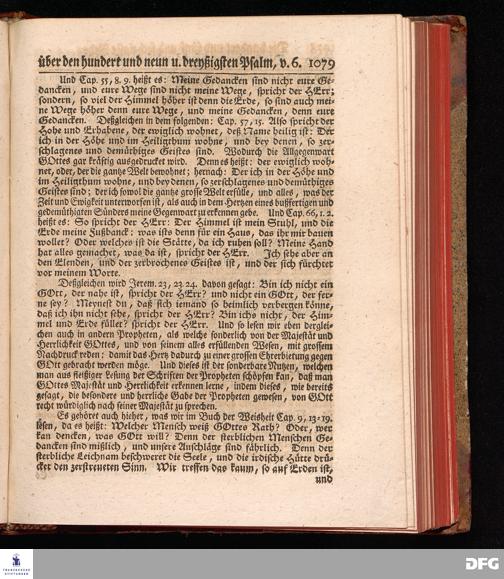 über den hundert und neun u. dreyßigsten Psalm, v. 6. 1079
Und Cap. 55, 8. 9. heißt es: Meine Gedancken sind nicht eure Ge-
dancken, und eure Wege sind nicht meine Wege, spricht der HErr;
sondern, so viel der Himmel höher ist denn die Erde, so sind auch mei-
ne Wege höher denn eure Wege, und meine Gedancken, denn eure
Gedancken. Deßgleichen in dem folgenden: Cap. 57, 15. Also spricht der
Hohe und Erhabene, der ewiglich wohnet, deß Name heilig ist: Der
ich in der Höhe und im Heiligthum wohne, und bey denen, so zer-
schlagenes und demüthiges Geistes sind. Wodurch die Allgegenwart
GOttes gar kräftig ausgedruckt wird. Denn es heißt: der ewiglich woh-
net, oder, der die gantze Welt bewohnet; hernach: Der ich in der Höhe und
im Heiligthum wohne, und bey denen, so zerschlagenes und demüthiges
Geistes sind; der ich sowol die gantze grosse Welt erfülle, und alles, was der
Zeit und Ewigkeit unterworfen ist, als auch in dem Hertzen eines bußfertigen und
gedemüthigten Sünders meine Gegenwart zu erkennen gebe. Und Cap. 66, 1. 2.
heißt es: So spricht der HErr: Der Himmel ist mein Stuhl, und die
Erde meine Fußbanck: was ists denn für ein Haus, das ihr mir bauen
wollet? Oder welches ist die Stätte, da ich ruhen soll? Meine Hand
hat alles gemachet, was da ist, spricht der HErr. Ich sehe aber an
den Elenden, und der zerbrochenes Geistes ist, und der sich fürchtet
vor meinem Worte.
Deßgleichen wird Jerem. 23, 23. 24. davon gesagt: Bin ich nicht ein
GOtt, der nahe ist, spricht der HErr? und nicht ein GOtt, der fer-
ne sey? Meynest du, daß sich iemand so heimlich verbergen könne,
daß ich ihn nicht sehe, spricht der HErr? Bin ichs nicht, der Him-
mel und Erde füllet? spricht der HErr. Und so lesen wir eben derglei-
chen auch in andern Propheten, als welche sonderlich von der Majestät und
Herrlichkeit GOttes, und von seinem alles erfüllenden Wesen, mit grossem
Nachdruck reden: damit das Hertz dadurch zu einer grossen Ehrerbietung gegen
GOtt gebracht werden möge. Und dieses ist der sonderbare Nutzen, welchen
man aus fleißiger Lesung der Schriften der Propheten schöpfen kan, daß man
GOttes Majestät und Herrlichkeit erkennen lerne, indem dieses, wie bereits
gesagt, die besondere und herrliche Gabe der Propheten gewesen, von GOtt
recht würdiglich nach seiner Majestät zu sprechen.
Es gehöret auch hieher, was wir im Buch der Weisheit Cap. 9, 13-19.
lesen, da es heißt: Welcher Mensch weiß GOttes Rath? Oder, wer
kan dencken, was GOtt will? Denn der sterblichen Menschen Ge-
dancken sind mißlich, und unsere Anschläge sind fährlich. Denn der
sterbliche Leichnam beschweret die Seele, und die irdische Hütte drü-
cket den zerstreueten Sinn. Wir treffen das kaum, so auf Erden ist,
und
FRANCKESCHE
STIFTUNGEN
DFG